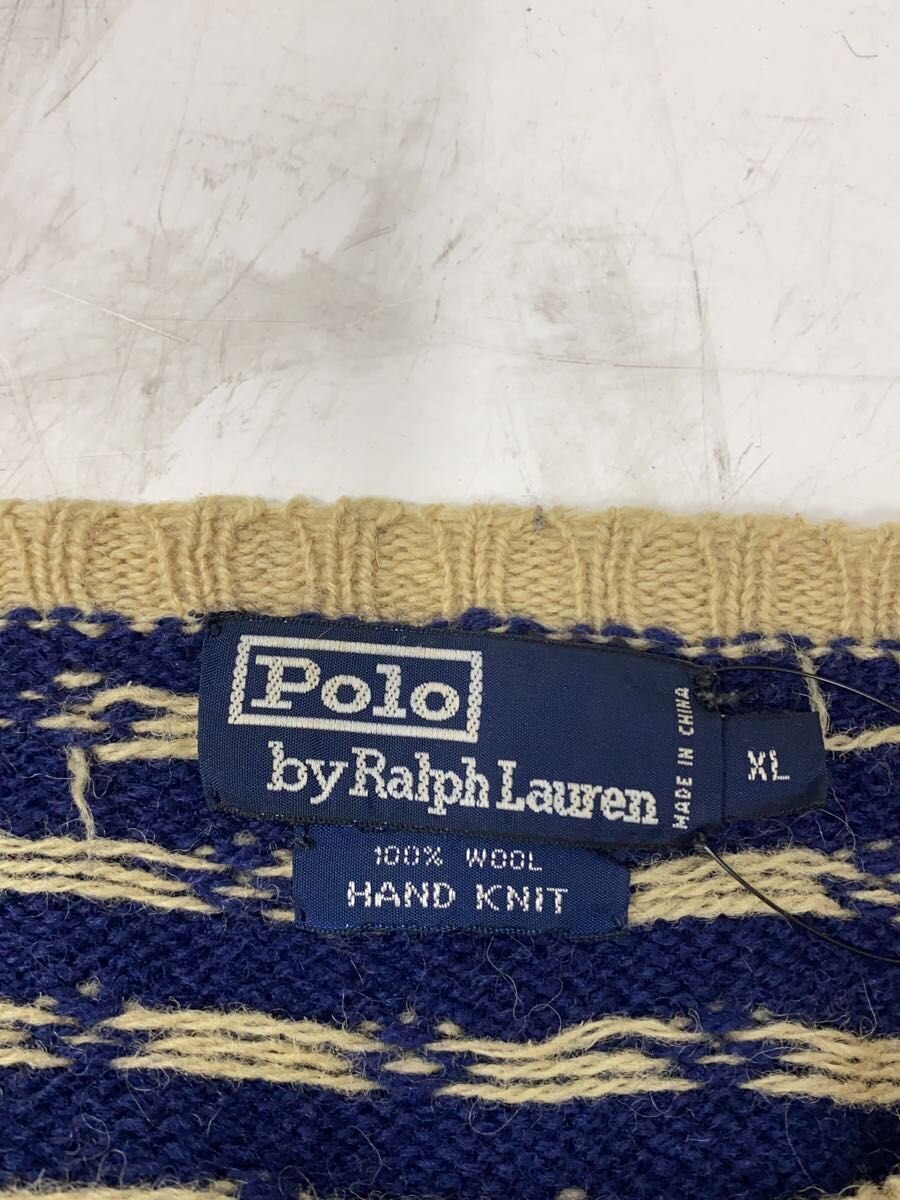 Polo
by Ralph Lauren
MADE IN CHINA
XL
100% WOOL
HAND KNIT